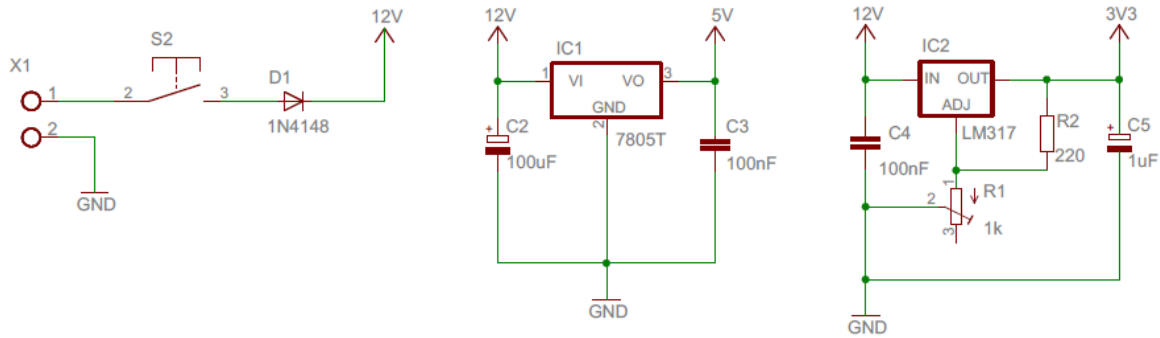 12V
S2
X1
1
2
3
D1
1N4148
2
GND
12V
5V
IC1
1
VI
VO
3
GND
2
7805T
+
C2
100uF
C3
100nF
GND
12V
3V3
IC2
IN
OUT
ADJ
LM317
C4
100nF
R2
220
+
C5
1uF
1
R1
2
3
1k
GND